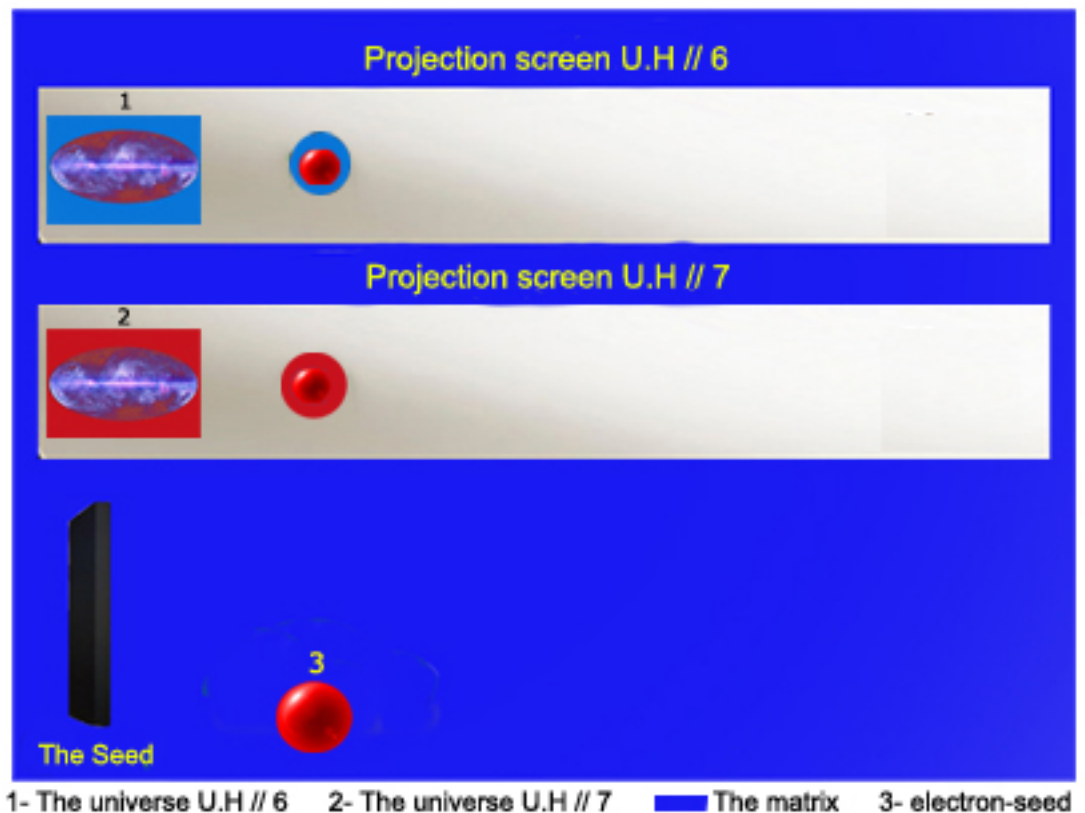 Projection screen U.H // 6
1
Projection screen U.H // 7
2
3
The Seed
1- The universe U.H // 6 2- The universe U.H // 7 The matrix 3- electron-seed